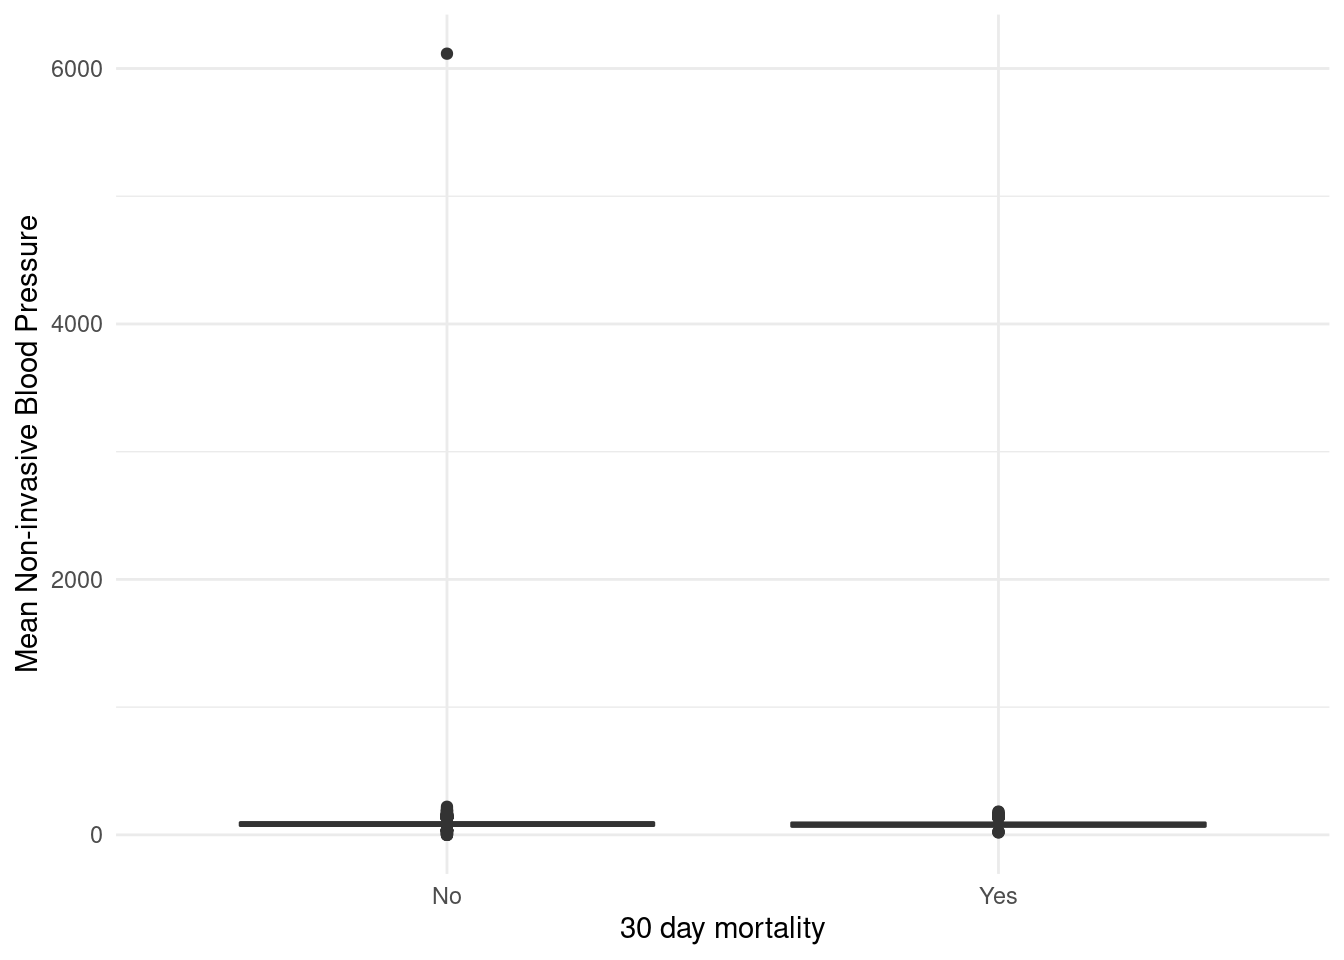 Mean Non-invasive Blood Pressure
6000
4000
2000
0
No
Yes
30 day mortality